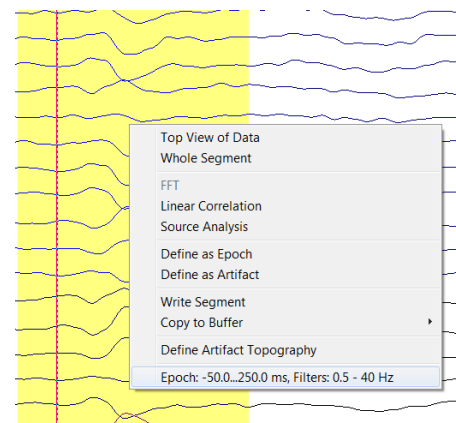 Top View of Data
Whole Segment
FFT
Linear Correlation
Source Analysis
Define as Epoch
Define as Artifact
Write Segment
Copy to Buffer
Define Artifact Topography
Epoch: -50.0...250.0 ms, Filters: 0.5 - 40 Hz